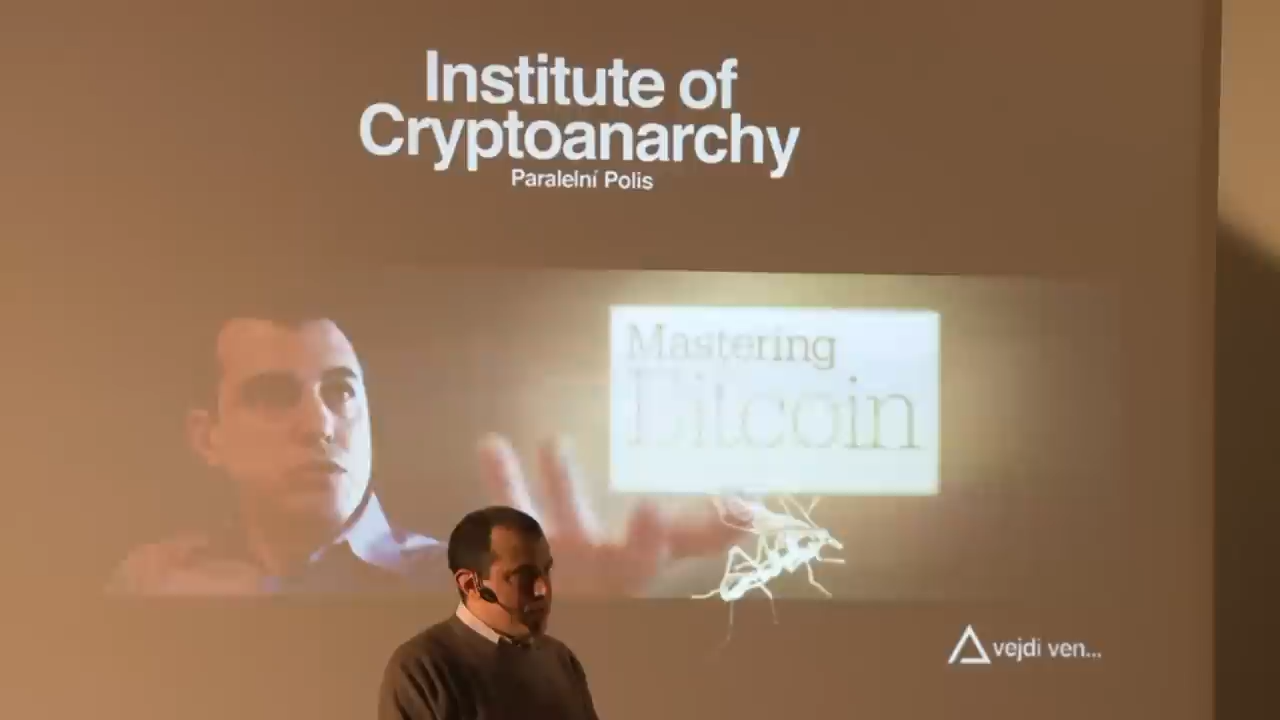 Institute of
Cryptoanarchy
Paralelní Polis
Mastering
Bitcoin
vejdi ven...